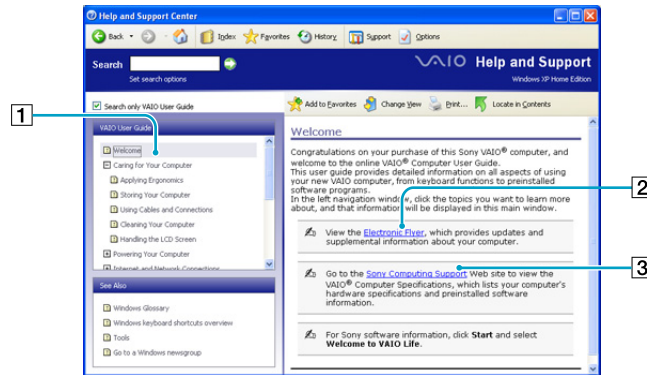 Help and Support Center
Back Index Favorites History Support Options
Search
Set search options
VAIO Help and Support
Windows XP Home Edition
Search only VAIO User Guide
Add to Favorites Change View Print... Locate in Contents
1
VAIO User Guide
Welcome
Caring for Your Computer
Applying Ergonomics
Storing Your Computer
Using Cables and Connections
Cleaning Your Computer
Handling the LCD Screen
Powering Your Computer
Internet and Network Connections
See Also
Windows Glossary
Windows keyboard shortcuts overview
Tools
Go to a Windows newsgroup
Welcome
Congratulations on your purchase of this Sony VAIO® computer, and
welcome to the online VAIO® Computer User Guide.
This user guide provides detailed information on all aspects of using
your new VAIO computer, from keyboard functions to preinstalled
software programs.
In the left navigation window, click the topics you want to learn more
about, and that information will be displayed in this main window.
2
View the Electronic Flyer, which provides updates and
supplemental information about your computer.
3
Go to the Sony Computing Support Web site to view the
VAIO® Computer Specifications, which lists your computer's
hardware specifications and preinstalled software
information.
For Sony software information, click Start and select
Welcome to VAIO Life.